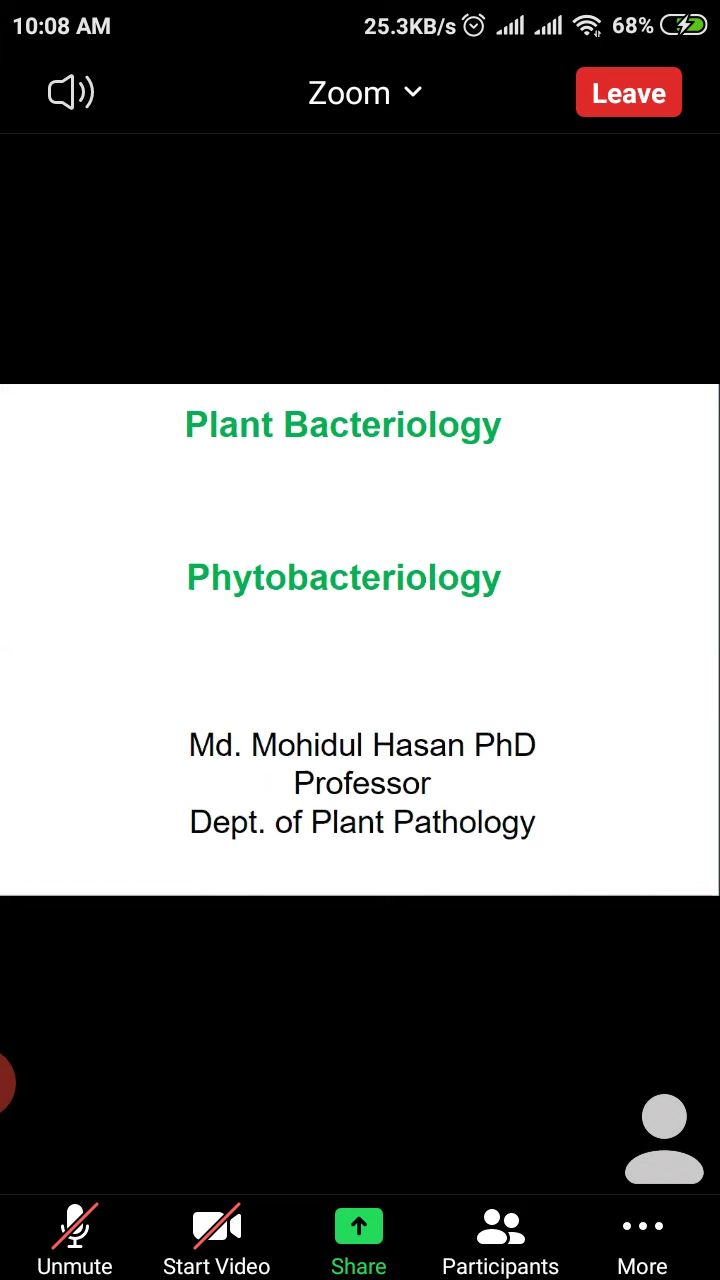 10:08 AM 25.3KB/s 68%
Zoom Leave
Plant Bacteriology
Phytobacteriology
Md. Mohidul Hasan PhD
Professor
Dept. of Plant Pathology
Unmute Start Video Share Participants More